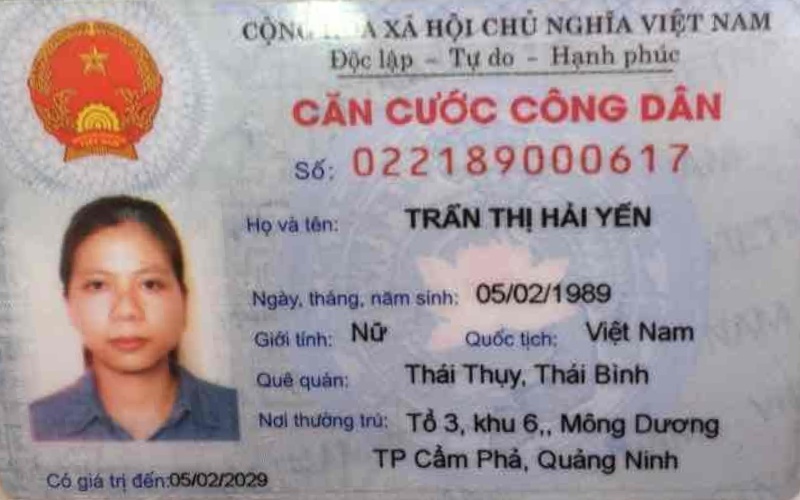 CỘNG HÒA XÃ HỘI CHỦ NGHĨA VIỆT NAM
Độc lập - Tự do - Hạnh phúc
CĂN CƯỚC CÔNG DÂN
Số: 022189000617
Họ và tên: TRẦN THỊ HẢI YẾN
Ngày, tháng, năm sinh: 05/02/1989
Giới tính: Nữ Quốc tịch: Việt Nam
Quê quán: Thái Thụy, Thái Bình
Nơi thường trú: Tổ 3, khu 6,, Mông Dương
TP Cẩm Phả, Quảng Ninh
Có giá trị đến:05/02/2029